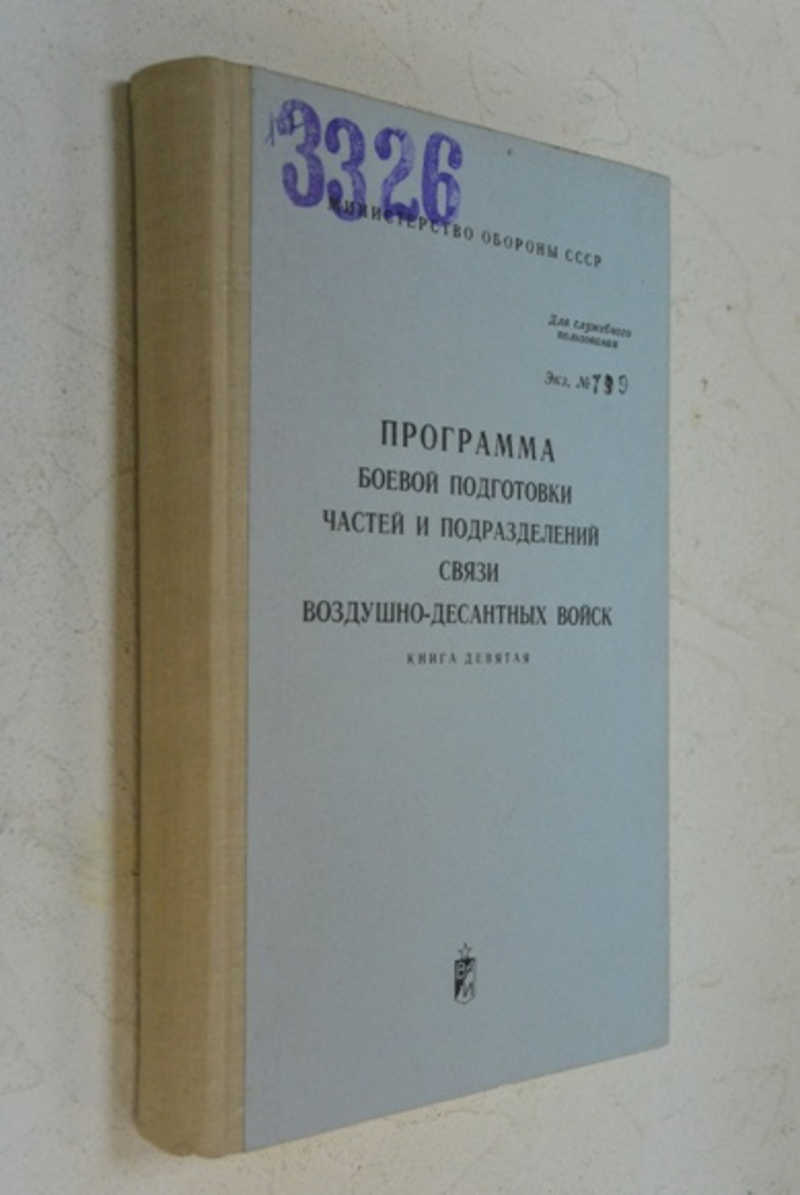 3326
МИНИСТЕРСТВО ОБОРОНЫ СССР
Для служебного
пользования
Экз. №
ПРОГРАММА
БОЕВОЙ ПОДГОТОВКИ
ЧАСТЕЙ И ПОДРАЗДЕЛЕНИЙ
СВЯЗИ
ВОЗДУШНО-ДЕСАНТНЫХ ВОЙСК
КНИГА ДЕВЯТАЯ